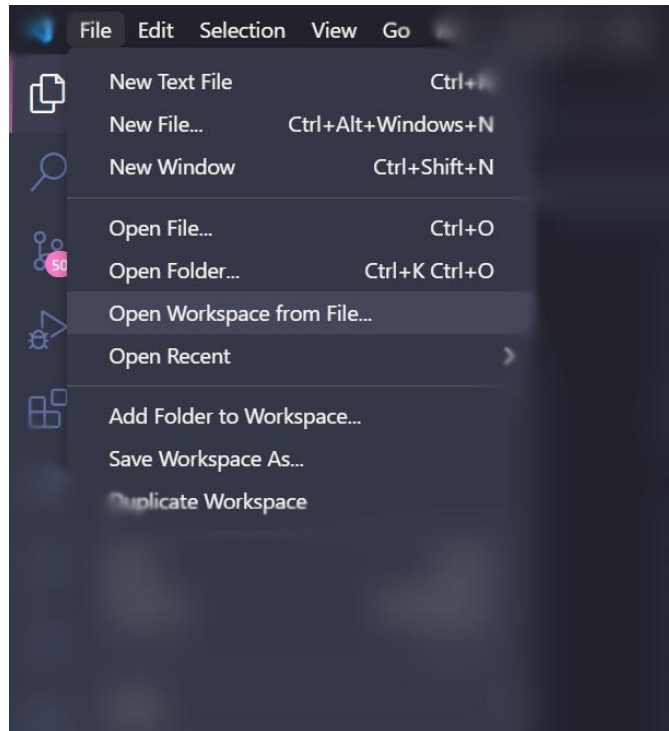 File Edit Selection View Go
New Text File Ctrl+
New File... Ctrl+Alt+Windows+N
New Window Ctrl+Shift+N
Open File... Ctrl+O
Open Folder... Ctrl+K Ctrl+O
Open Workspace from File...
Open Recent
Add Folder to Workspace...
Save Workspace As...
Duplicate Workspace
50